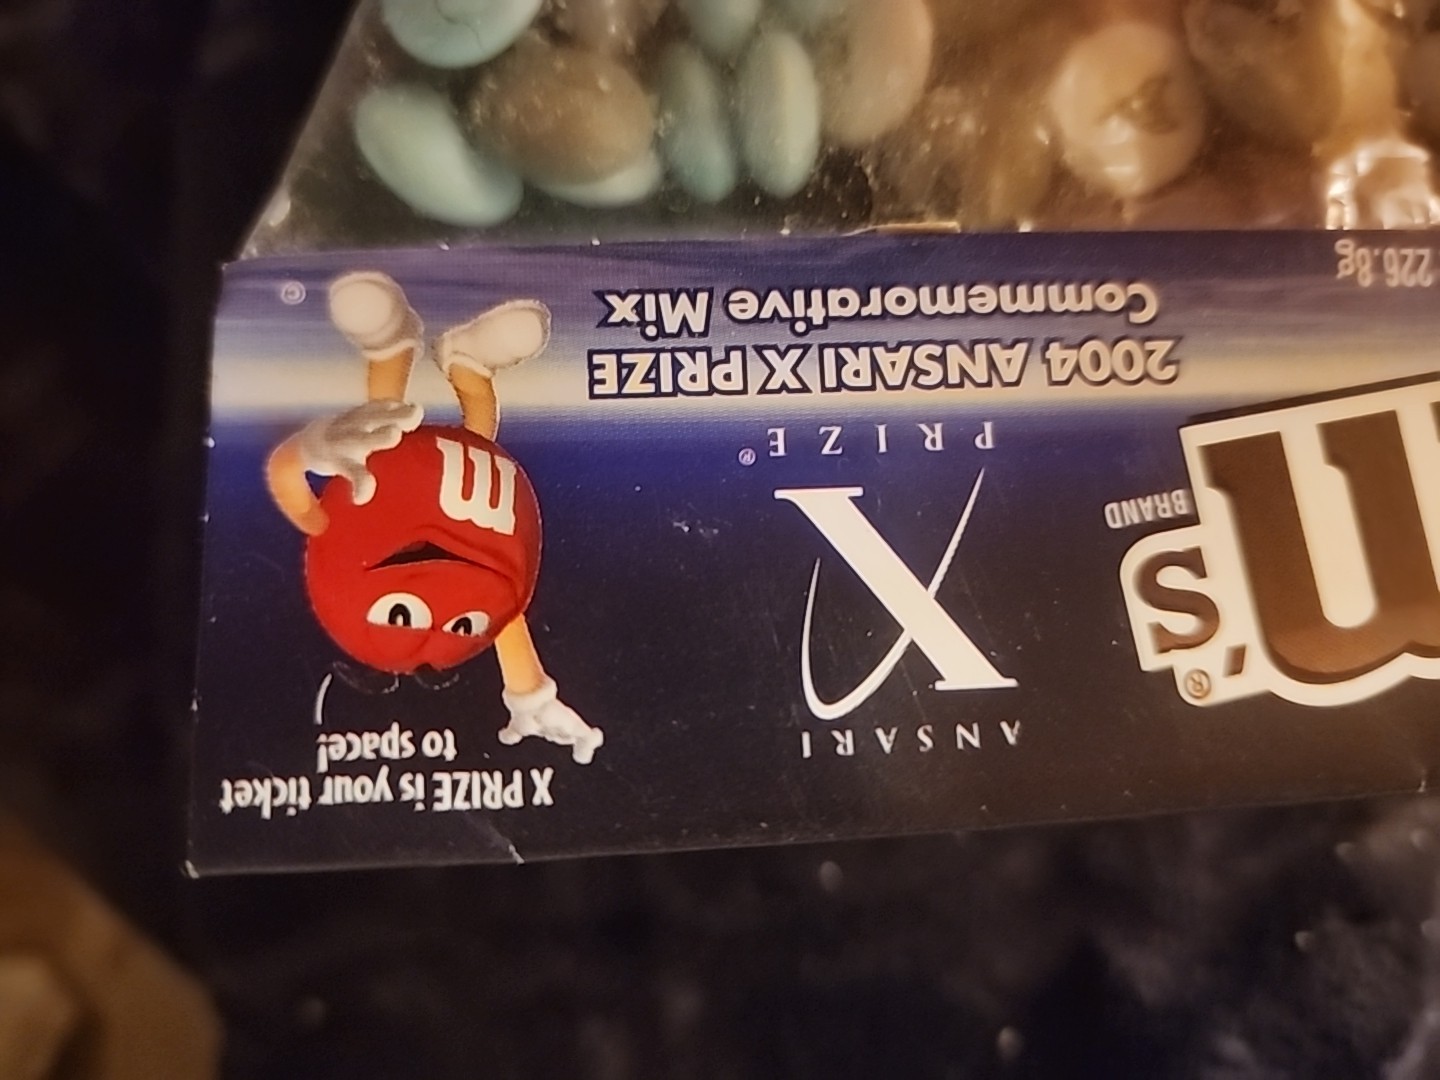 X PRIZE is your ticket
to space!
m
m's®
BRAND
ANSARI
X
PRIZE®
2004 ANSARI X PRIZE
Commemorative Mix
226.8g
©